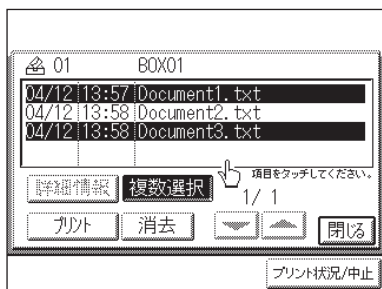 01 BOX01
04/12 13:57 Document1.txt
04/12 13:58 Document2.txt
04/12 13:58 Document3.txt
項目をタッチしてください。
詳細情報 複数選択 1/ 1
プリント 消去 閉じる
プリント状況/中止